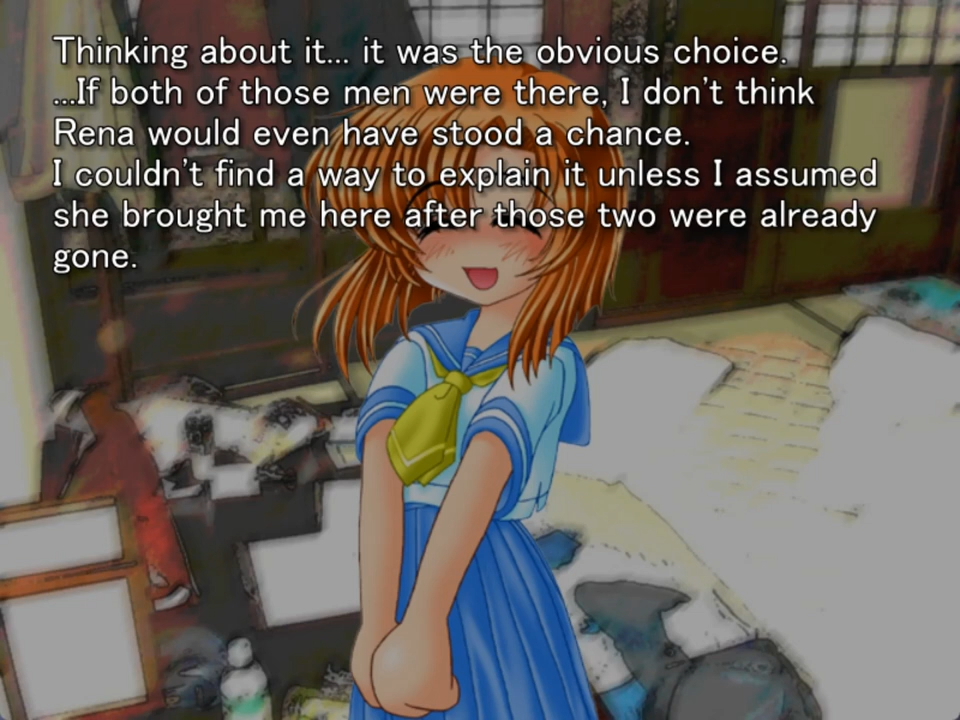 Thinking about it... it was the obvious choice.
...If both of those men were there, I don't think
Rena would even have stood a chance.
I couldn't find a way to explain it unless I assumed
she brought me here after those two were already
gone.